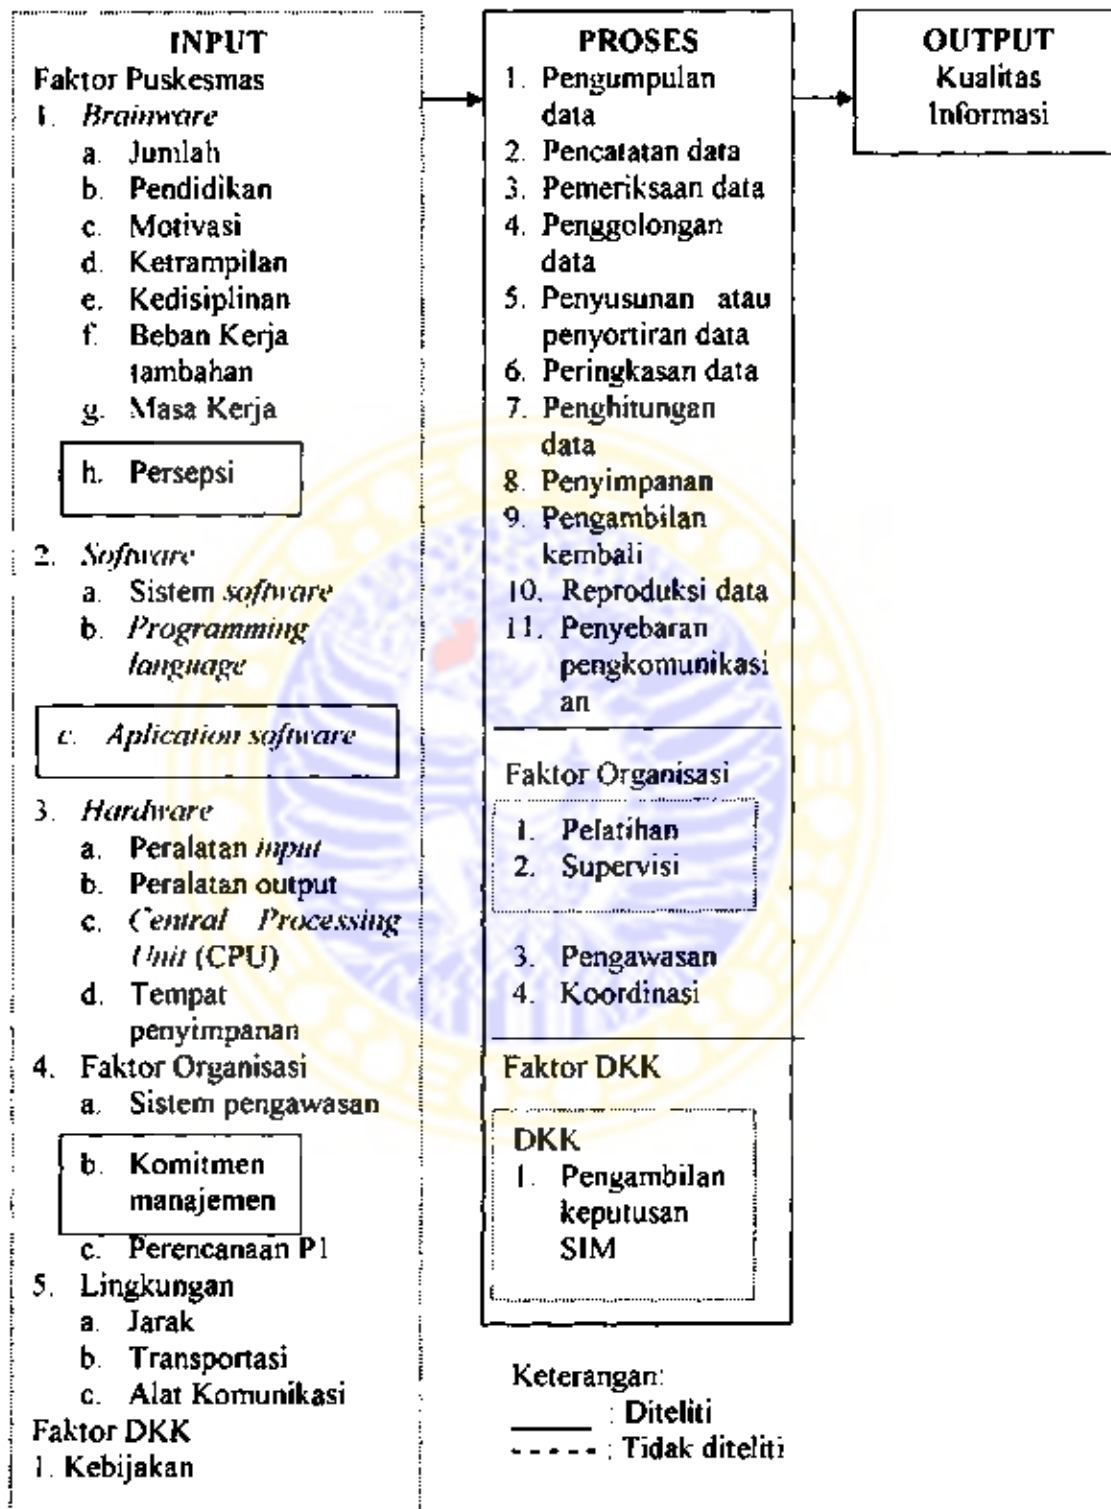 INPUT
Faktor Puskesmas
1. Brainware
a. Jumlah
b. Pendidikan
c. Motivasi
d. Ketrampilan
e. Kedisiplinan
f. Beban Kerja
tambahan
g. Masa Kerja
h. Persepsi
2. Software
a. Sistem software
b. Programming
language
c. Aplication software
3. Hardware
a. Peralatan input
b. Peralatan output
c. Central Processing
Unit (CPU)
d. Tempat
penyimpanan
4. Faktor Organisasi
a. Sistem pengawasan
b. Komitmen
manajemen
c. Perencanaan P1
5. Lingkungan
a. Jarak
b. Transportasi
c. Alat Komunikasi
Faktor DKK
1. Kebijakan
PROSES
1. Pengumpulan
data
2. Pencatatan data
3. Pemeriksaan data
4. Penggolongan
data
5. Penyusunan atau
penyortiran data
6. Peringkasan data
7. Penghitungan
data
8. Penyimpanan
9. Pengambilan
kembali
10. Reproduksi data
11. Penyebaran
pengkomunikasi
an
Faktor Organisasi
1. Pelatihan
2. Supervisi
3. Pengawasan
4. Koordinasi
Faktor DKK
DKK
1. Pengambilan
keputusan
SIM
OUTPUT
Kualitas
Informasi
Keterangan:
: Diteliti
: Tidak diteliti